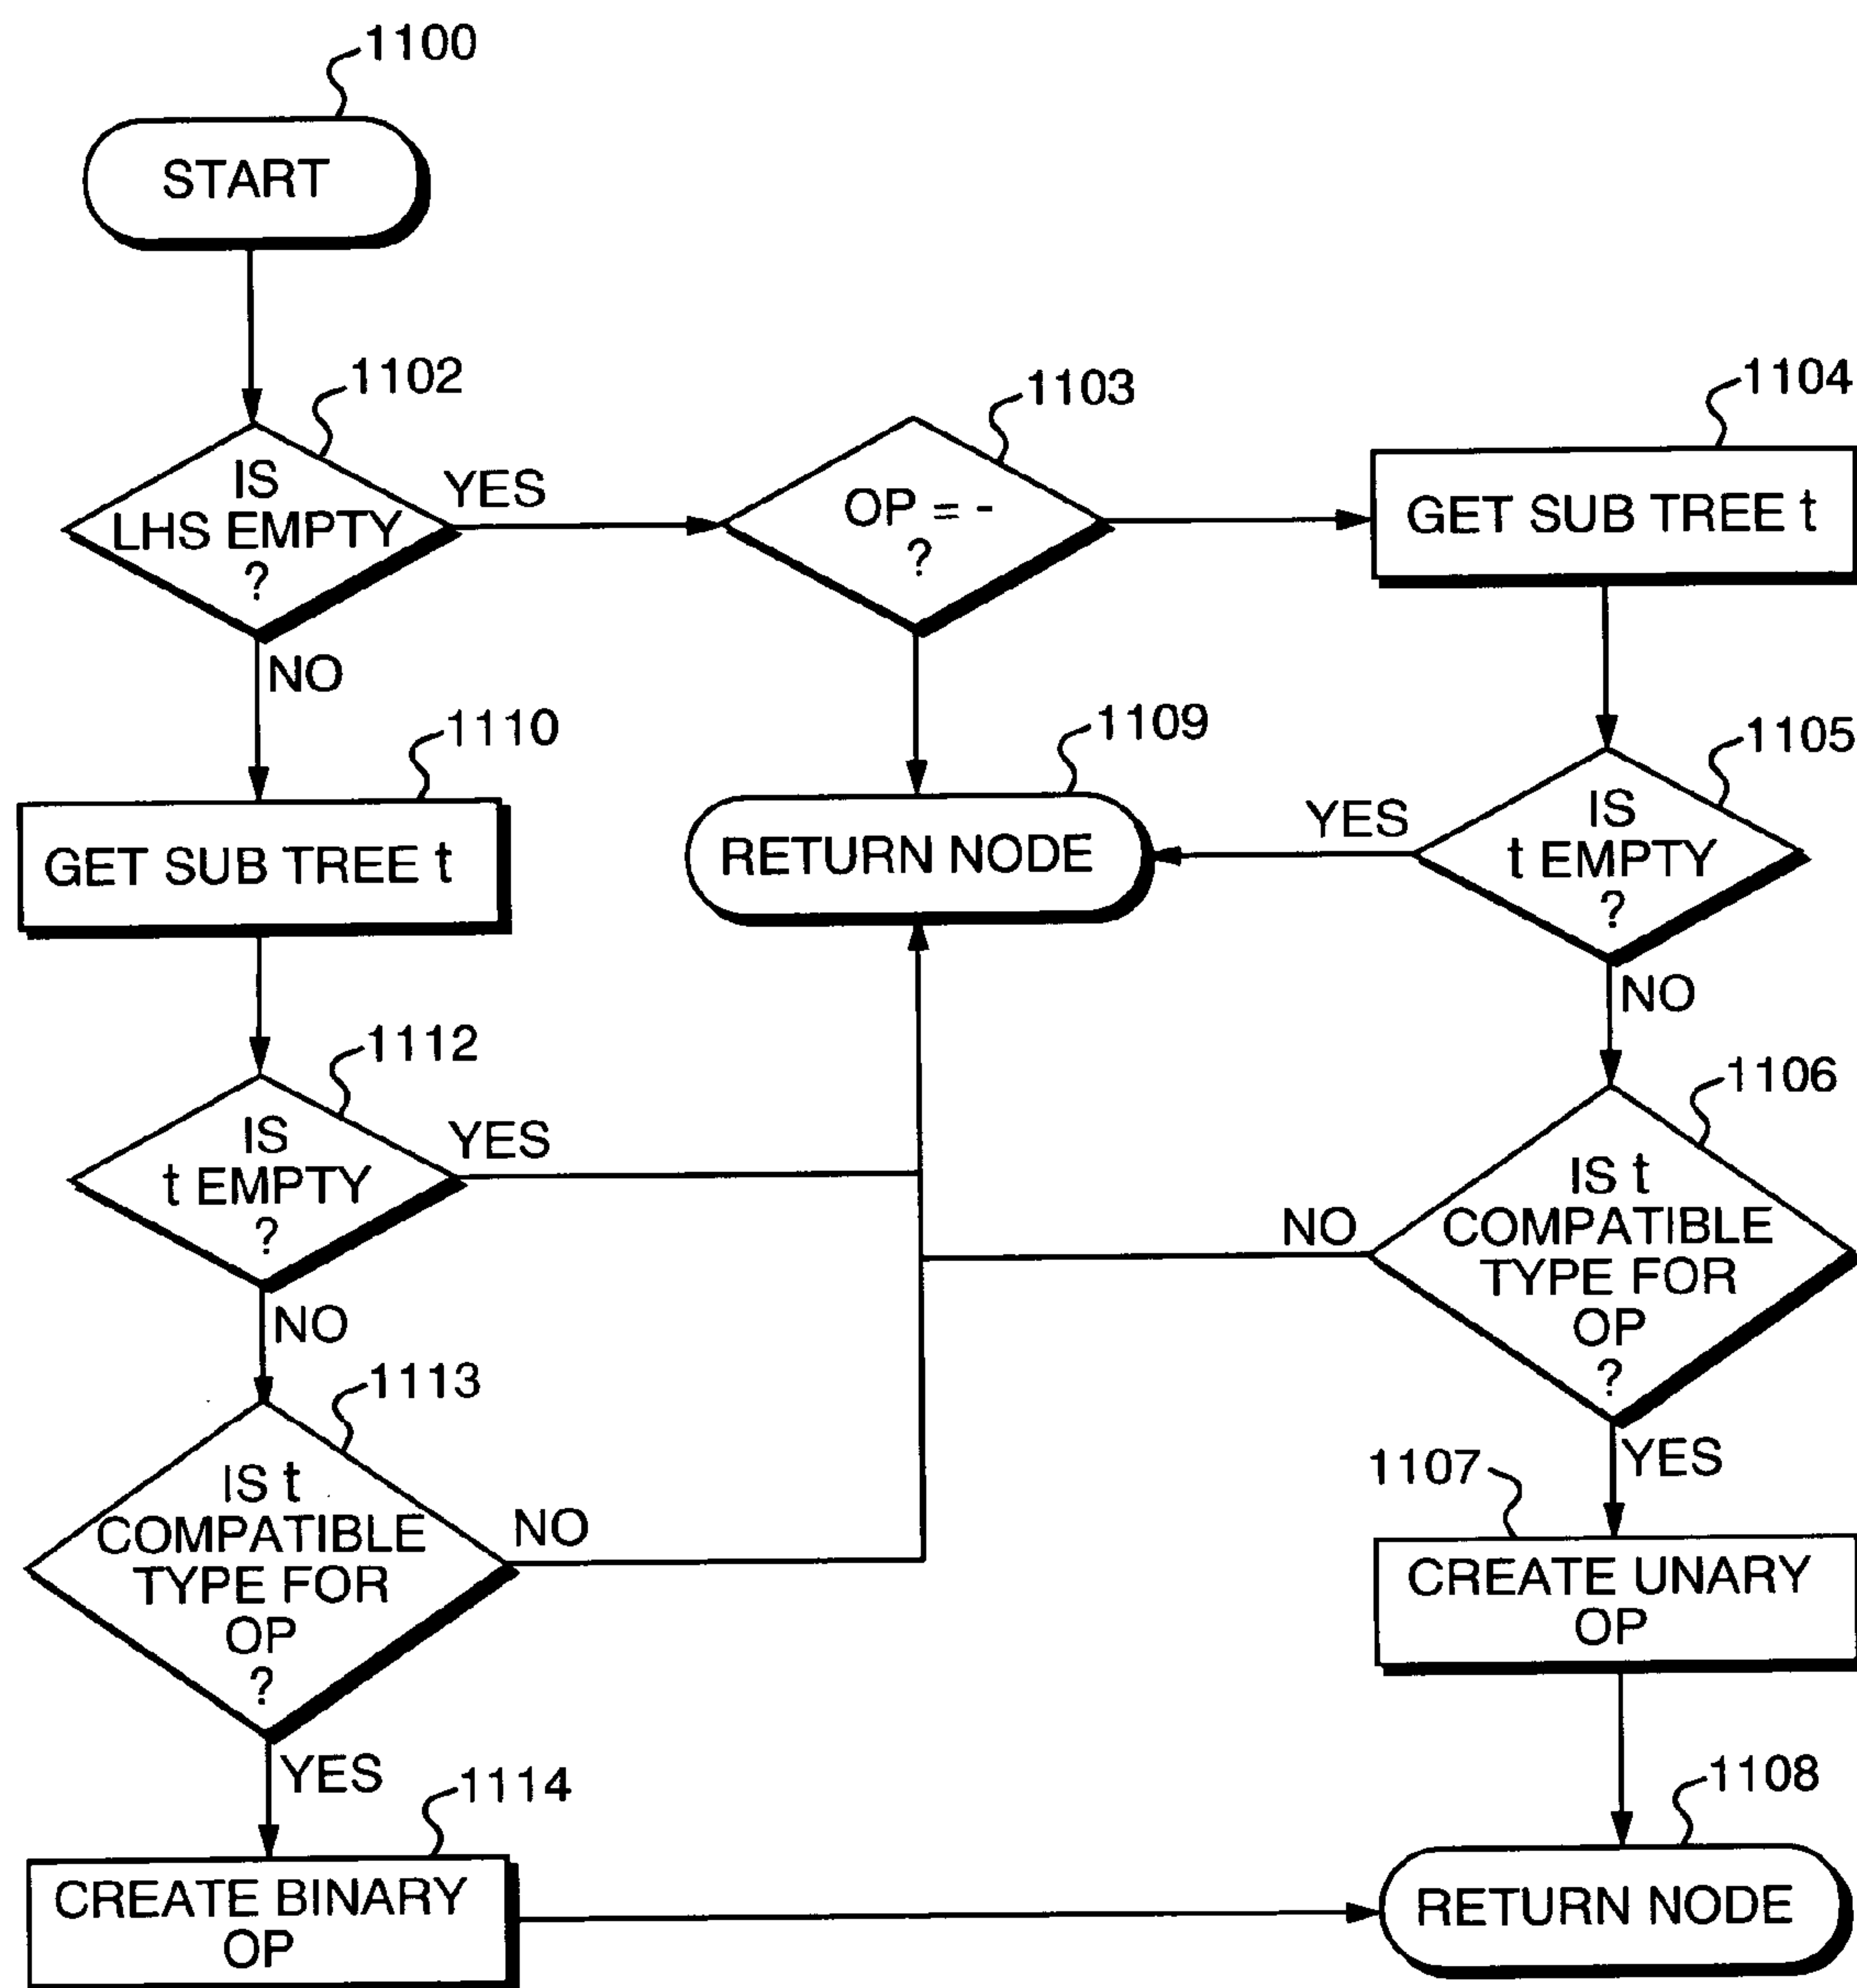 1100
START
1102
IS
LHS EMPTY
?
YES
NO
1103
OP = -
?
1104
GET SUB TREE t
1110
GET SUB TREE t
1109
RETURN NODE
1105
IS
t EMPTY
?
YES
NO
1112
IS
t EMPTY
?
YES
NO
1106
IS t
COMPATIBLE
TYPE FOR
OP
?
NO
YES
1113
IS t
COMPATIBLE
TYPE FOR
OP
?
NO
YES
1107
CREATE UNARY
OP
1114
CREATE BINARY
OP
1108
RETURN NODE